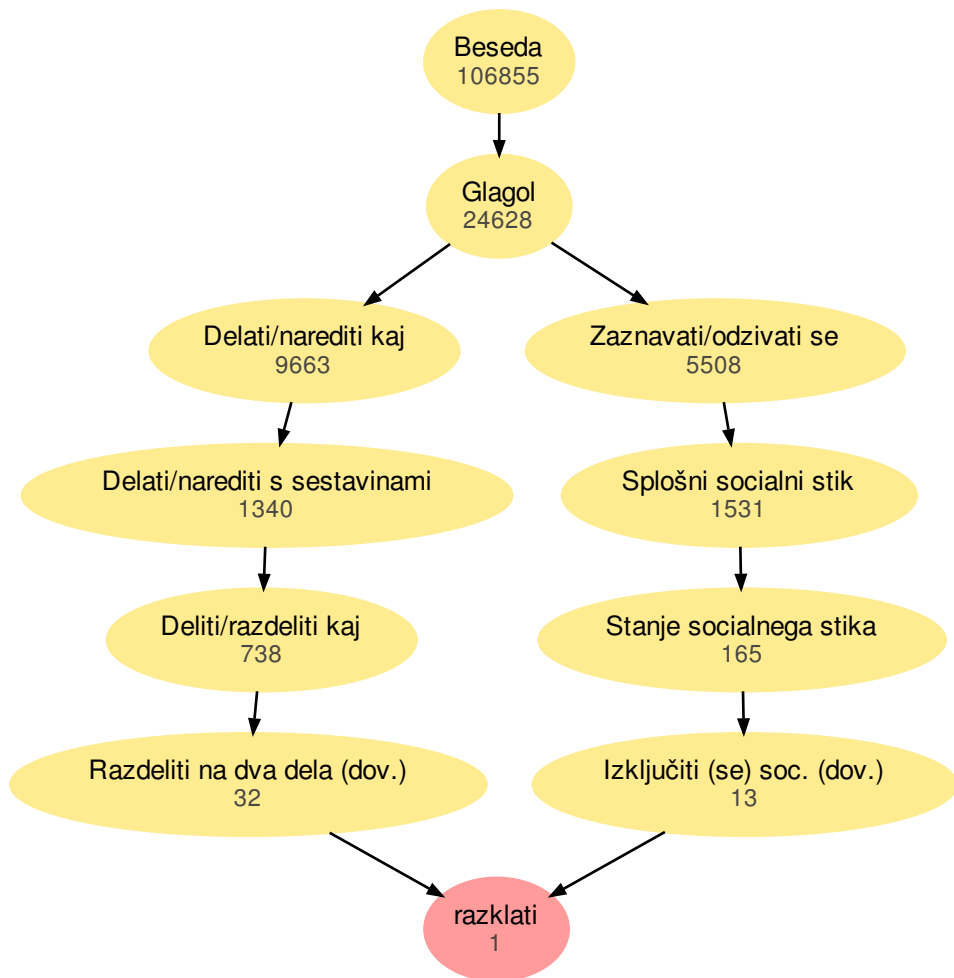 Beseda
106855
Glagol
24628
Delati/narediti kaj
9663
Zaznavati/odzivati se
5508
Delati/narediti s sestavinami
1340
Splošni socialni stik
1531
Deliti/razdeliti kaj
738
Stanje socialnega stika
165
Razdeliti na dva dela (dov.)
32
Izključiti (se) soc. (dov.)
13
razklati
1